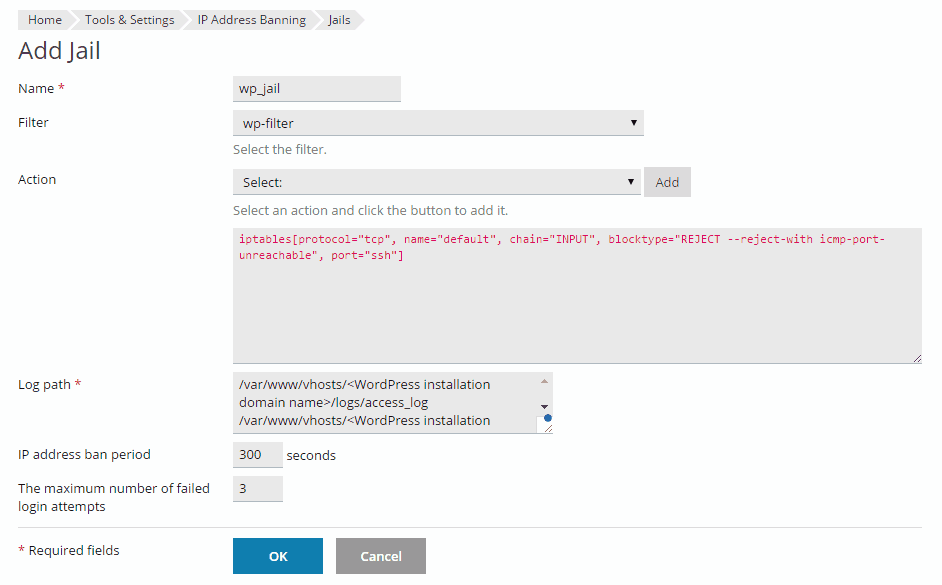 Home Tools & Settings IP Address Banning Jails
Add Jail
Name *
wp_jail
Filter
wp-filter
Select the filter.
Action
Select:
Add
Select an action and click the button to add it.
iptables[protocol="tcp", name="default", chain="INPUT", blocktype="REJECT --reject-with icmp-port-
unreachable", port="ssh"]
Log path *
/var/www/vhosts/<WordPress installation
domain name>/logs/access_log
/var/www/vhosts/<WordPress installation
IP address ban period
300 seconds
The maximum number of failed
login attempts
3
* Required fields
OK
Cancel